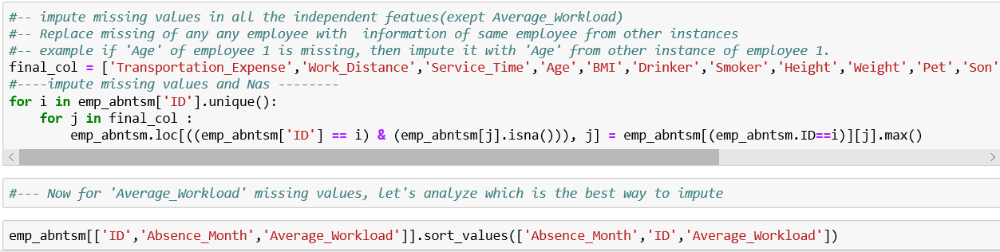 #-- impute missing values in all the independent featues(exept Average_Workload)
#-- Replace missing of any any employee with  information of same employee from other instances
#-- example if 'Age' of employee 1 is missing, then impute it with 'Age' from other instance of employee 1.
final_col = ['Transportation_Expense','Work_Distance','Service_Time','Age','BMI','Drinker','Smoker','Height','Weight','Pet','Son'
#----impute missing values and Nas --------
for i in emp_abntsm['ID'].unique():
    for j in final_col :
        emp_abntsm.loc[((emp_abntsm['ID'] == i) & (emp_abntsm[j].isna())), j] = emp_abntsm[(emp_abntsm.ID==i)][j].max()
#--- Now for 'Average_Workload' missing values, let's analyze which is the best way to impute
emp_abntsm[['ID','Absence_Month','Average_Workload']].sort_values(['Absence_Month','ID','Average_Workload'])